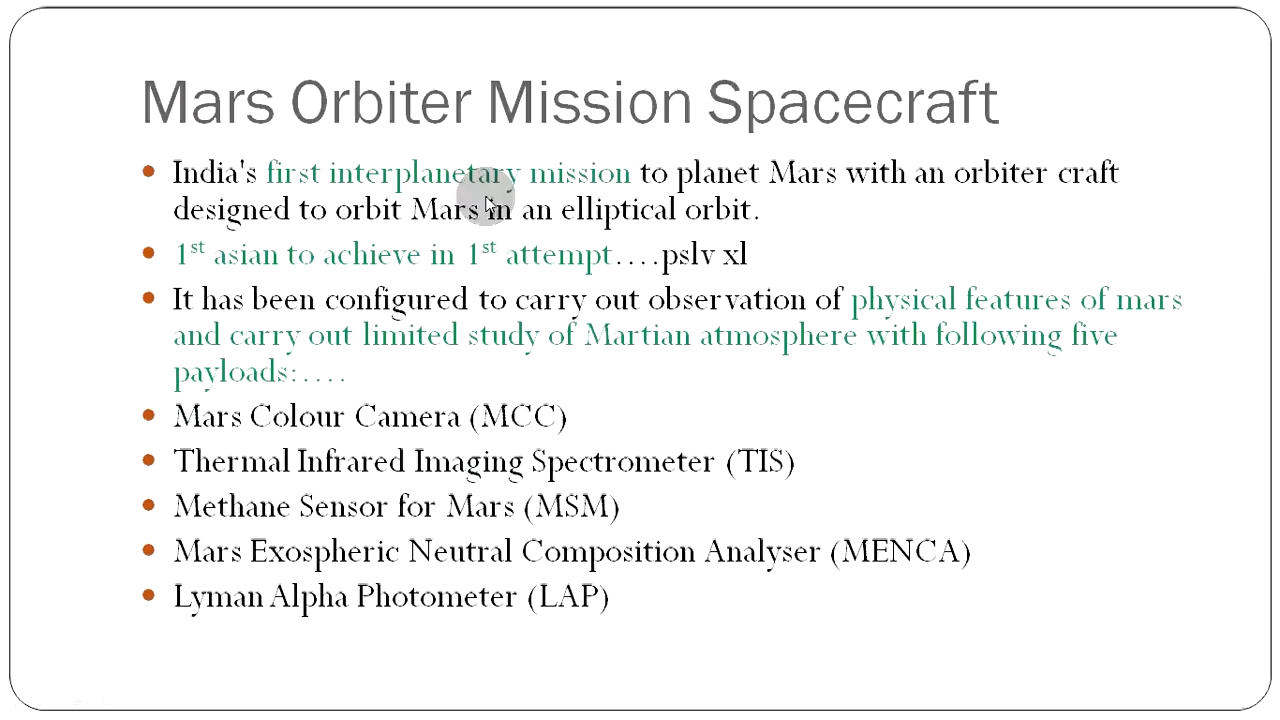 Mars Orbiter Mission Spacecraft
• India's first interplanetary mission to planet Mars with an orbiter craft
designed to orbit Mars in an elliptical orbit.
• 1st asian to achieve in 1st attempt....pslv xl
• It has been configured to carry out observation of physical features of mars
and carry out limited study of Martian atmosphere with following five
payloads:....
• Mars Colour Camera (MCC)
• Thermal Infrared Imaging Spectrometer (TIS)
• Methane Sensor for Mars (MSM)
• Mars Exospheric Neutral Composition Analyser (MENCA)
• Lyman Alpha Photometer (LAP)